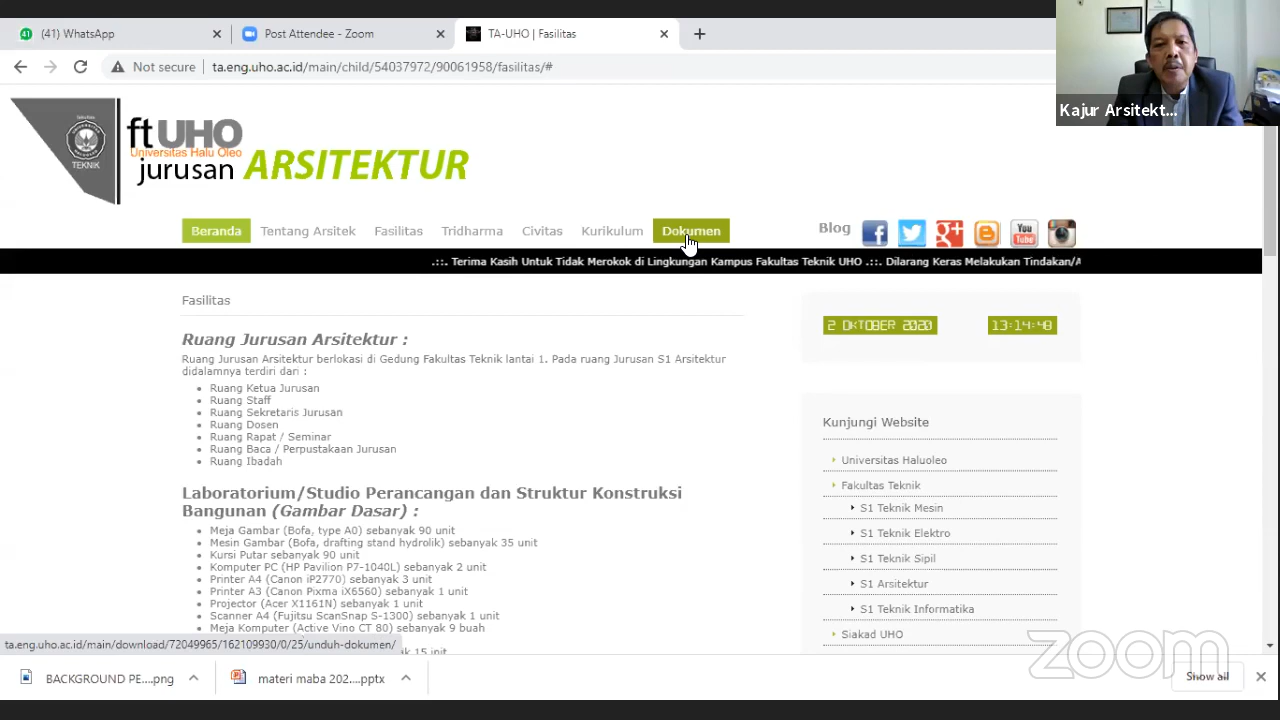 (41) WhatsApp
Post Attendee - Zoom
TA-UHO | Fasilitas
Not secure
ta.eng.uho.ac.id/main/child/54037972/90061958/fasilitas/#
Kajur Arsitekt...
TEKNIK
ft UHO
Universitas Halu Oleo
jurusan ARSITEKTUR
Beranda
Tentang Arsitek
Fasilitas
Tridharma
Civitas
Kurikulum
Dokumen
Blog
You
Tube
.::. Terima Kasih Untuk Tidak Merokok di Lingkungan Kampus Fakultas Teknik UHO .::. Dilarang Keras Melakukan Tindakan/A
Fasilitas
Ruang Jurusan Arsitektur :
Ruang Jurusan Arsitektur berlokasi di Gedung Fakultas Teknik lantai 1. Pada ruang Jurusan S1 Arsitektur
didalamnya terdiri dari :
Ruang Ketua Jurusan
Ruang Staff
Ruang Sekretaris Jurusan
Ruang Dosen
Ruang Rapat / Seminar
Ruang Baca / Perpustakaan Jurusan
Ruang Ibadah
Laboratorium/Studio Perancangan dan Struktur Konstruksi
Bangunan (Gambar Dasar) :
Meja Gambar (Bofa, type A0) sebanyak 90 unit
Mesin Gambar (Bofa, drafting stand hydrolik) sebanyak 35 unit
Kursi Putar sebanyak 90 unit
Komputer PC (HP Pavilion P7-1040L) sebanyak 2 unit
Printer A4 (Canon iP2770) sebanyak 3 unit
Printer A3 (Canon Pixma iX6560) sebanyak 1 unit
Projector (Acer X1161N) sebanyak 1 unit
Scanner A4 (Fujitsu ScanSnap S-1300) sebanyak 1 unit
Meja Komputer (Active Vino CT 80) sebanyak 9 buah
2 OKTOBER 2020
13:14:48
Kunjungi Website
Universitas Haluoleo
Fakultas Teknik
S1 Teknik Mesin
S1 Teknik Elektro
S1 Teknik Sipil
S1 Arsitektur
S1 Teknik Informatika
Siakad UHO
ta.eng.uho.ac.id/main/download/72049965/162109930/0/25/unduh-dokumen/
zoom
BACKGROUND PE....png
materi maba 202....pptx
Show all